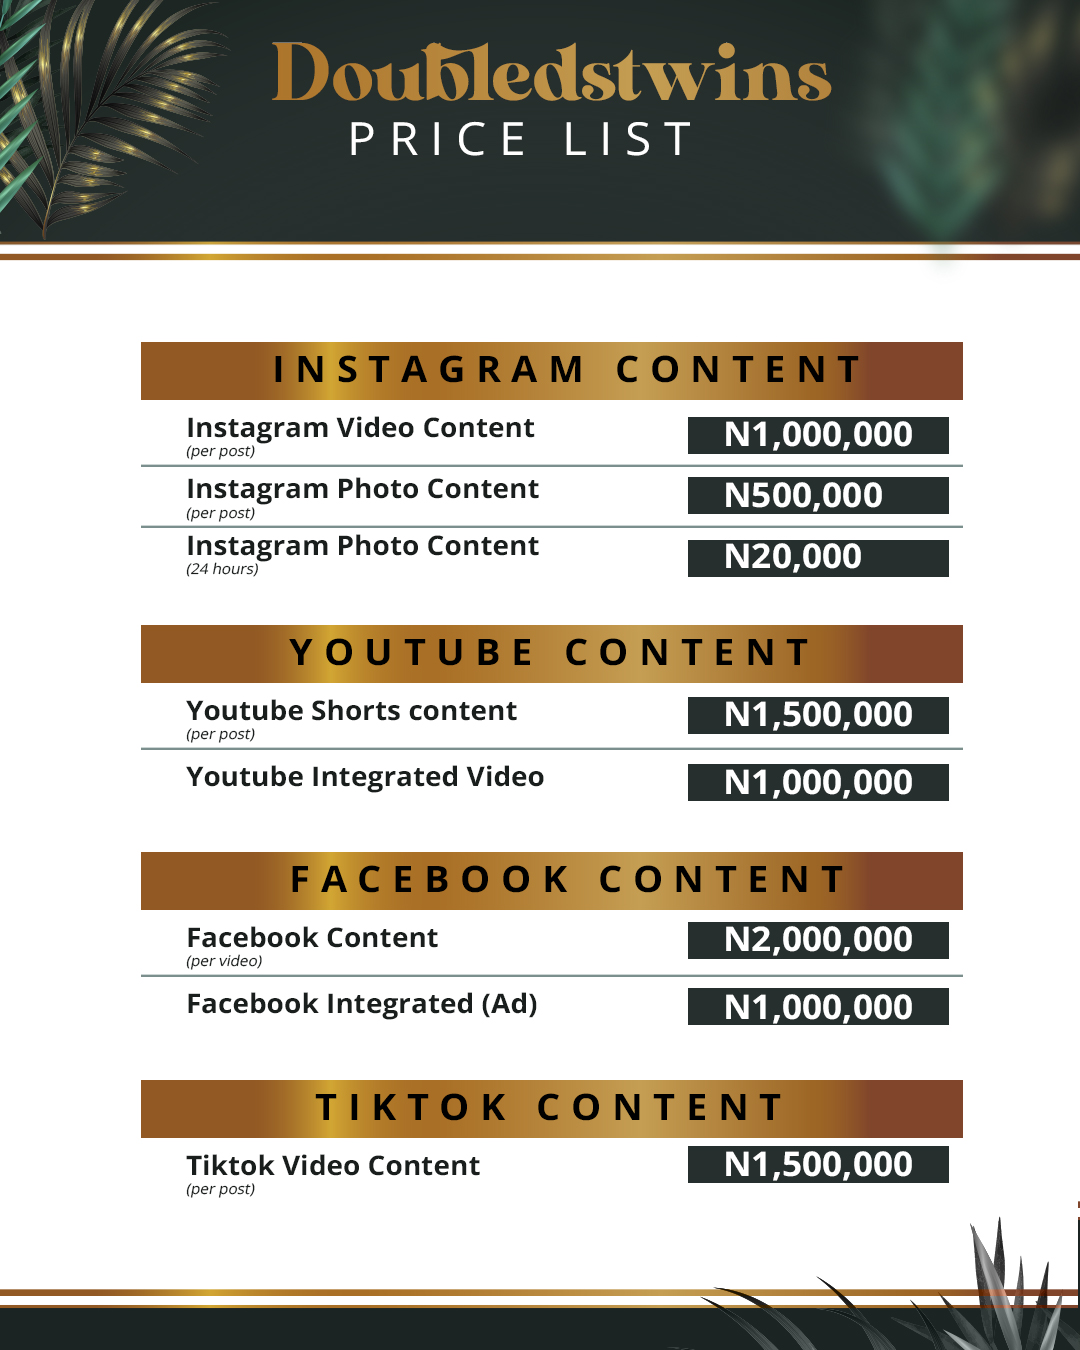 Doubledstwins
PRICE LIST
INSTAGRAM CONTENT
Instagram Video Content
(per post)
N1,000,000
Instagram Photo Content
(per post)
N500,000
Instagram Photo Content
(24 hours)
N20,000
YOUTUBE CONTENT
Youtube Shorts content
(per post)
N1,500,000
Youtube Integrated Video
N1,000,000
FACEBOOK CONTENT
Facebook Content
(per video)
N2,000,000
Facebook Integrated (Ad)
N1,000,000
TIKTOK CONTENT
Tiktok Video Content
(per post)
N1,500,000